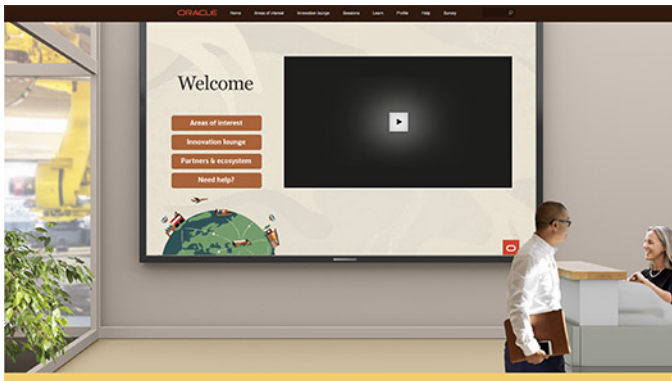 ORACLE Home Areas of interest Innovation lounge Sessions Learn Profile Help Survey
Welcome
Areas of interest
Innovation lounge
Partners & ecosystem
Need help?